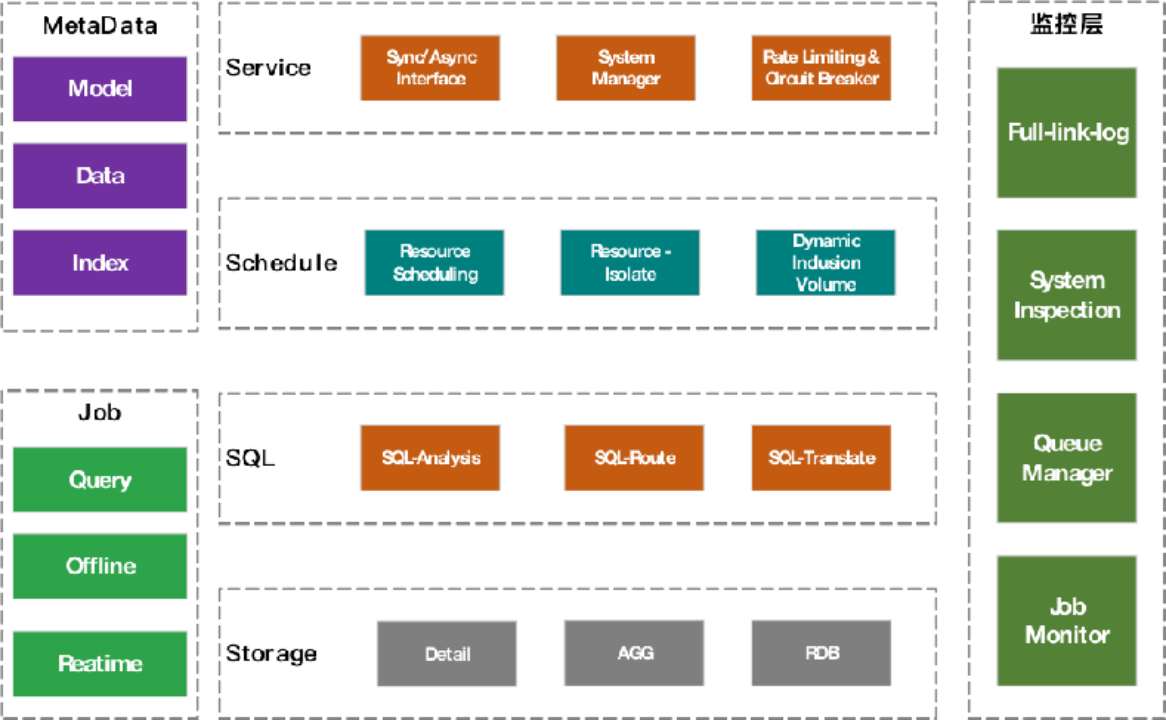 MetaData
Model
Data
Index
Job
Query
Offline
Reatime
Service
Sync/Async
Interface
System
Manager
Rate Limiting &
Circuit Breaker
Schedule
Resource
Scheduling
Resource -
Isolate
Dynamic
Indusion
Volume
SQL
SQL-Analysis
SQL-Route
SQL-Translate
Storage
Detail
AGG
RDB
监控层
Full-link-log
System
Inspection
Queue
Manager
Job
Monitor